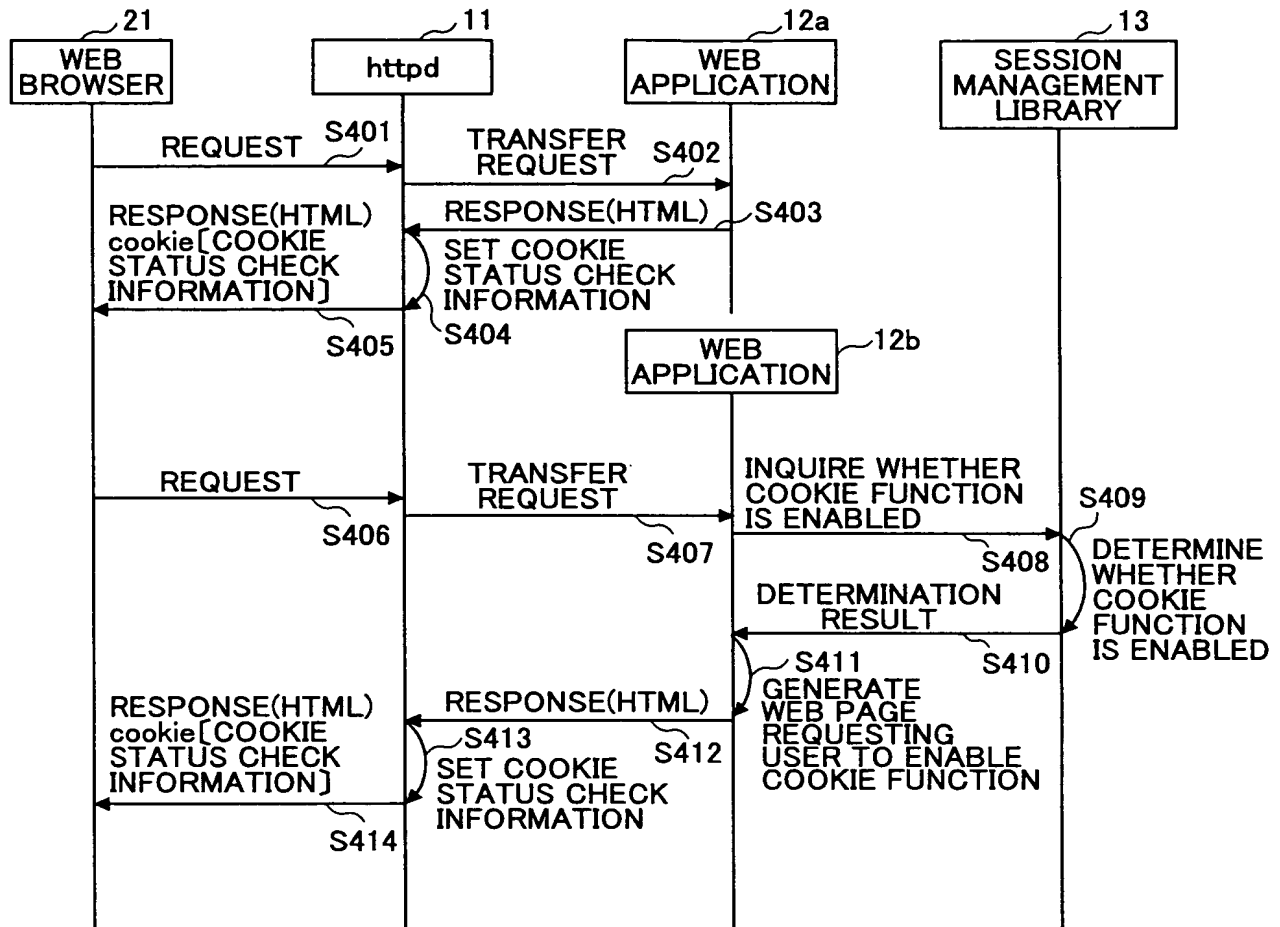 21
WEB
BROWSER
11
httpd
12a
WEB
APPLICATION
13
SESSION
MANAGEMENT
LIBRARY
REQUEST
S401
TRANSFER
REQUEST
S402
RESPONSE(HTML)
S403
RESPONSE(HTML)
cookie[COOKIE
STATUS CHECK
INFORMATION]
SET COOKIE
STATUS CHECK
INFORMATION
S404
S405
WEB
APPLICATION
12b
REQUEST
S406
TRANSFER
REQUEST
S407
INQUIRE WHETHER
COOKIE FUNCTION
IS ENABLED
S408
S409
DETERMINE
WHETHER
COOKIE
FUNCTION
IS ENABLED
DETERMINATION
RESULT
S410
S411
GENERATE
WEB PAGE
REQUESTING
USER TO ENABLE
COOKIE FUNCTION
RESPONSE(HTML)
S412
RESPONSE(HTML)
cookie[COOKIE
STATUS CHECK
INFORMATION]
S413
SET COOKIE
STATUS CHECK
INFORMATION
S414